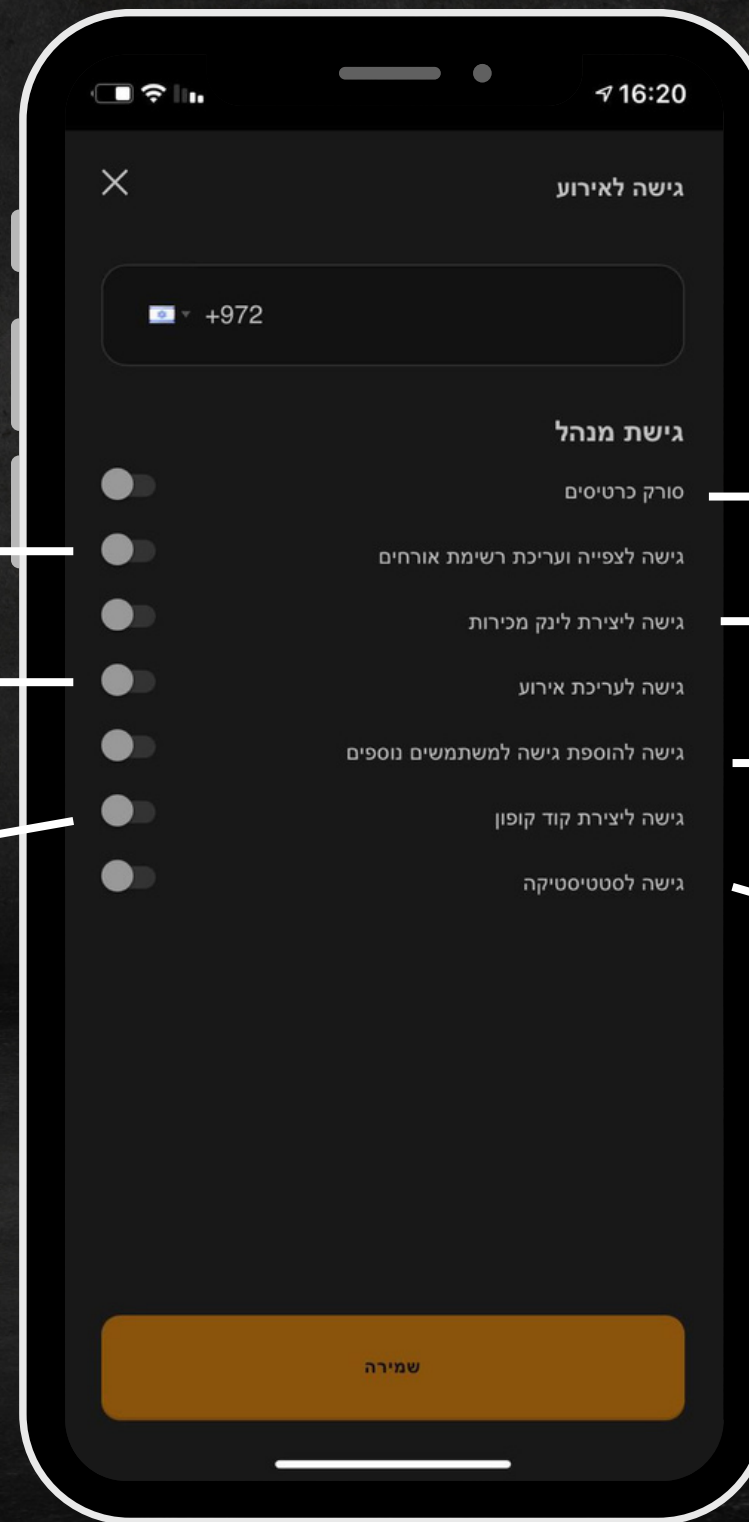 16:20
גישה לאירוע
+972
גישת מנהל
סורק כרטיסים
גישה לצפייה ועריכת רשימת אורחים
גישה ליצירת לינק מכירות
גישה לעריכת אירוע
גישה להוספת גישה למשתמשים נוספים
גישה ליצירת קוד קופון
גישה לסטטיסטיקה
שמירה